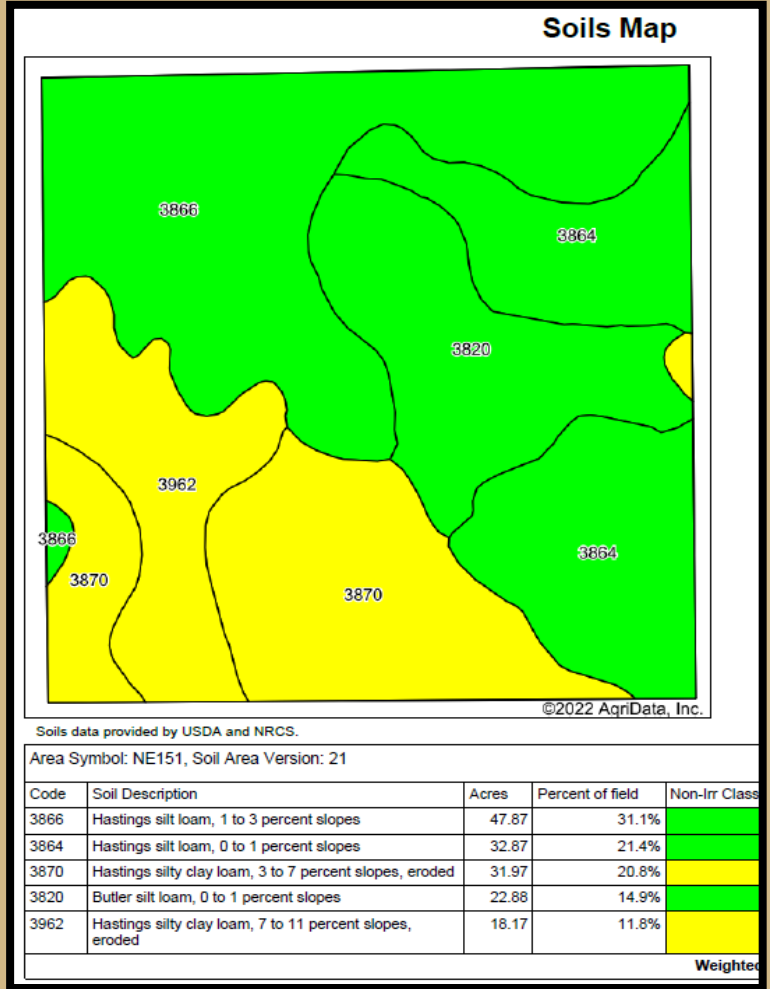 Soils Map
3866
3864
3820
3962
3866
3864
3870
3870
©2022 AgriData, Inc.
Soils data provided by USDA and NRCS.
Area Symbol: NE151, Soil Area Version: 21
Code Soil Description Acres Percent of field Non-Irr Class
3866 Hastings silt loam, 1 to 3 percent slopes 47.87 31.1%
3864 Hastings silt loam, 0 to 1 percent slopes 32.87 21.4%
3870 Hastings silty clay loam, 3 to 7 percent slopes, eroded 31.97 20.8%
3820 Butler silt loam, 0 to 1 percent slopes 22.88 14.9%
3962 Hastings silty clay loam, 7 to 11 percent slopes, 18.17 11.8%
eroded
Weighted